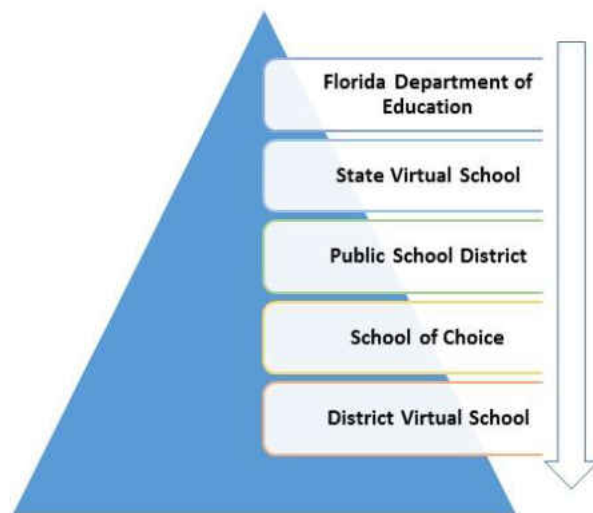 Florida Department of
Education
State Virtual School
Public School District
School of Choice
District Virtual School